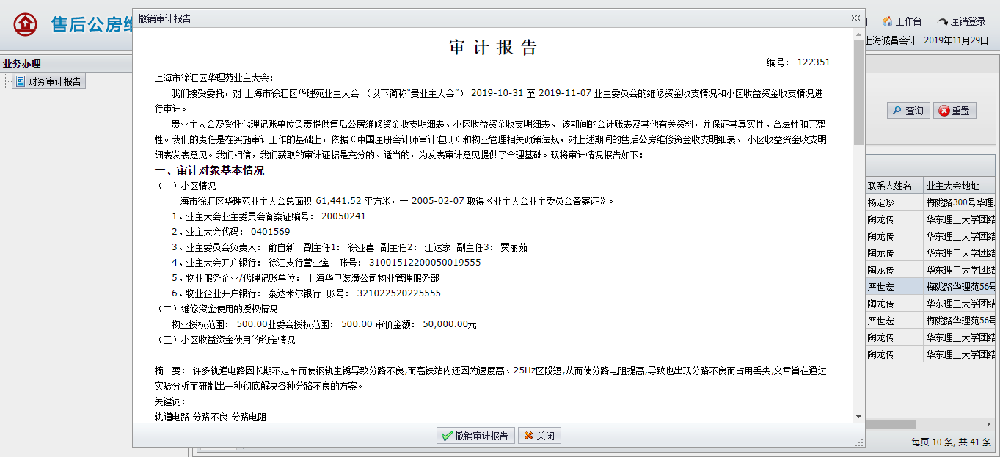 售后公房维
工作台
注销登录
上海诚昌会计 2019年11月29日
业务办理
财务审计报告
查询
重置
撤销审计报告
审 计 报 告
编号： 122351
上海市徐汇区华理苑业主大会：
我们接受委托，对 上海市徐汇区华理苑业主大会 （以下简称“贵业主大会”） 2019-10-31 至 2019-11-07 业主委员会的维修资金收支情况和小区收益资金收支情况进
行审计。
贵业主大会及受托代理记账单位负责提供售后公房维修资金收支明细表、小区收益资金收支明细表、 该期间的会计账表及其他有关资料，并保证其真实性、合法性和完整
性。我们的责任是在实施审计工作的基础上，依据《中国注册会计师审计准则》和物业管理相关政策法规，对上述期间的售后公房维修资金收支明细表、 小区收益资金收支明
细表发表意见。我们相信，我们获取的审计证据是充分的、适当的，为发表审计意见提供了合理基础。现将审计情况报告如下：
一、审计对象基本情况
（一）小区情况
上海市徐汇区华理苑业主大会总面积 61,441.52 平方米，于 2005-02-07 取得《业主大会业主委员会备案证》。
1、业主大会业主委员会备案证编号： 20050241
2、业主大会代码： 0401569
3、业主委员会负责人： 俞自新 副主任1： 徐亚喜 副主任2： 江达家 副主任3： 贾丽茹
4、业主大会开户银行： 徐汇支行营业室 账号： 31001512200050019555
5、物业服务企业/代理记账单位： 上海华卫装潢公司物业管理服务部
6、物业企业开户银行： 泰达米尔银行 账号： 321022520225555
（二）维修资金使用的授权情况
物业授权范围： 500.00业委会授权范围： 500.00 审价金额： 50,000.00元
（三）小区收益资金使用的约定情况
摘 要： 许多轨道电路因长期不走车而使钢轨生锈导致分路不良,而高铁站内还因为速度高、25Hz区段短,从而使分路电阻提高,导致也出现分路不良而占用丢失,文章旨在通过
实验分析而研制出一种彻底解决各种分路不良的方案。
关键词：
轨道电路 分路不良 分路电阻
撤销审计报告
关闭
联系人姓名 业主大会地址
杨定珍 梅陇路300号华理
陶龙传 华东理工大学团结
陶龙传 华东理工大学团结
陶龙传 华东理工大学团结
陶龙传 华东理工大学团结
严世宏 梅陇路华理苑56号
陶龙传 华东理工大学团结
严世宏 梅陇路华理苑56号
陶龙传 华东理工大学团结
陶龙传 华东理工大学团结
每页 10 条, 共 41 条